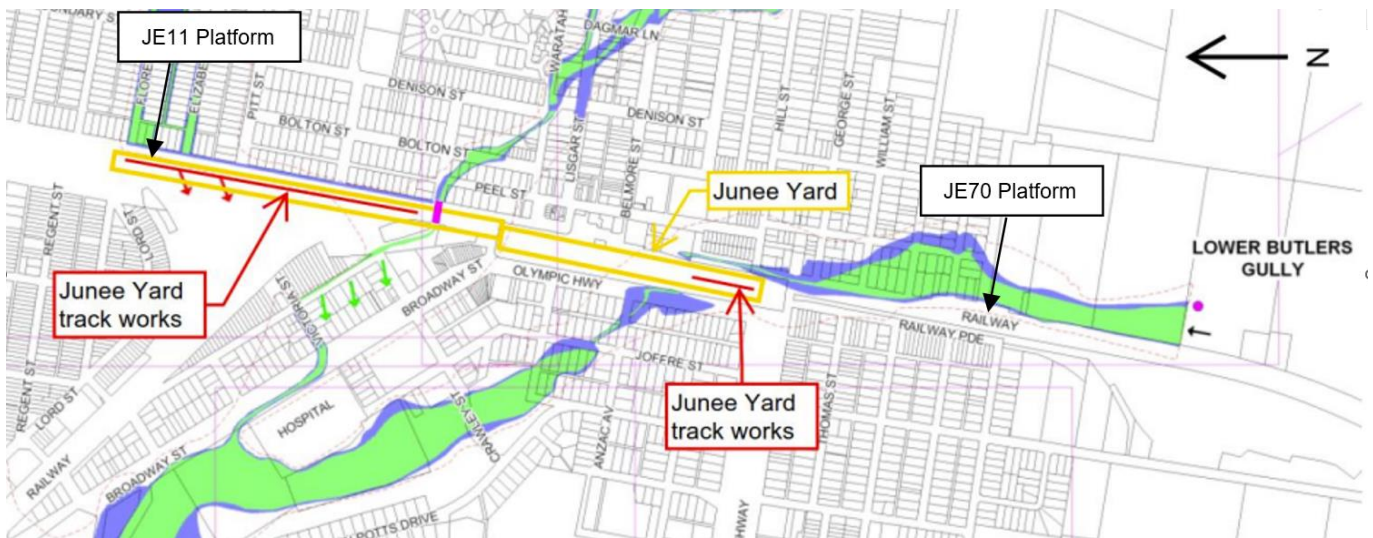 JE11 Platform
DAGMAR LN
WARATAH
PITT ST
DENISON ST
BOLTON ST
BOLTON ST
DENISON ST
HILL ST
GEORGE ST
WILLIAM ST
N
LISGAR ST
BELMORE ST
PEEL ST
Junee Yard
JE70 Platform
REGENT ST
LORD ST
LOWER BUTLERS
GULLY
Junee Yard
track works
VICTORIA ST
BROADWAY ST
OLYMPIC HWY
RAILWAY
RAILWAY PDE
JOFFRE ST
Junee Yard
track works
THOMAS ST
REGENT ST
LORD ST
HOSPITAL
CRAWLEY ST
ANZAC AV
RAILWAY
BROADWAY ST
POTTS DRIVE